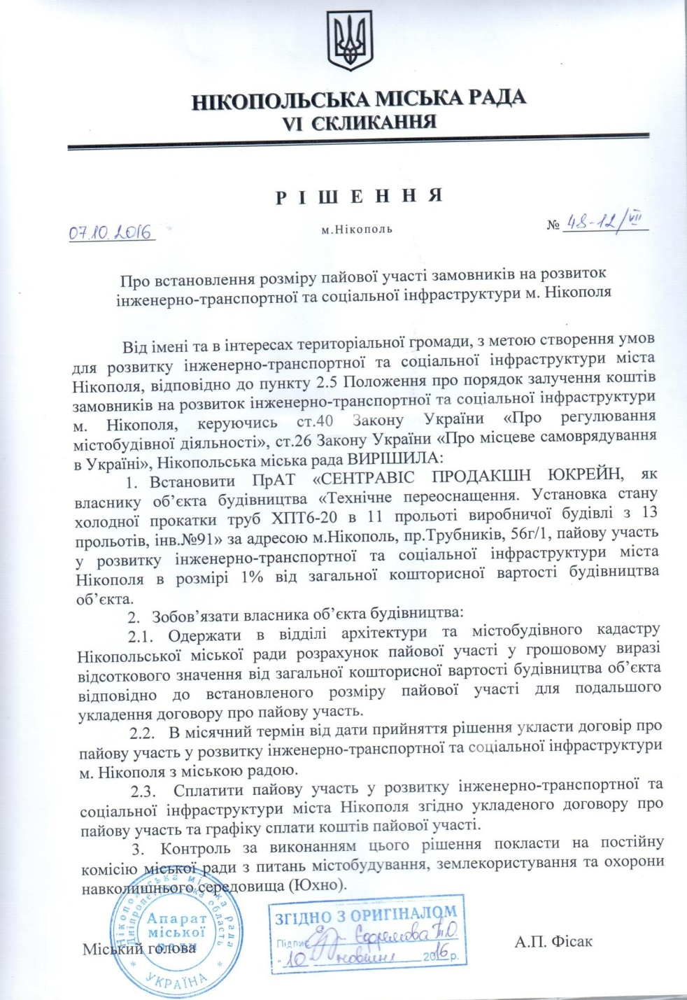 НІКОПОЛЬСЬКА МІСЬКА РАДА
VI СКЛИКАННЯ
Р І Ш Е Н Н Я
07.10.2016 м.Нікополь № 48-12/VII
Про встановлення розміру пайової участі замовників на розвиток
інженерно-транспортної та соціальної інфраструктури м. Нікополя
Від імені та в інтересах територіальної громади, з метою створення умов
для розвитку інженерно-транспортної та соціальної інфраструктури міста
Нікополя, відповідно до пункту 2.5 Положення про порядок залучення коштів
замовників на розвиток інженерно-транспортної та соціальної інфраструктури
м. Нікополя, керуючись ст.40 Закону України «Про регулювання
містобудівної діяльності», ст.26 Закону України «Про місцеве самоврядування
в Україні», Нікопольська міська рада ВИРІШИЛА:
1. Встановити ПрАТ «СЕНТРАВІС ПРОДАКШН ЮКРЕЙН, як
власнику об’єкта будівництва «Технічне переоснащення. Установка стану
холодної прокатки труб ХПТ6-20 в 11 прольоті виробничої будівлі з 13
прольотів, інв.№91» за адресою м.Нікополь, пр.Трубників, 56г/1, пайову участь
у розвитку інженерно-транспортної та соціальної інфраструктури міста
Нікополя в розмірі 1% від загальної кошторисної вартості будівництва
об’єкта.
2. Зобов’язати власника об’єкта будівництва:
2.1. Одержати в відділі архітектури та містобудівного кадастру
Нікопольської міської ради розрахунок пайової участі у грошовому виразі
відсоткового значення від загальної кошторисної вартості будівництва об’єкта
відповідно до встановленого розміру пайової участі для подальшого
укладення договору про пайову участь.
2.2. В місячний термін від дати прийняття рішення укласти договір про
пайову участь у розвитку інженерно-транспортної та соціальної інфраструктури
м. Нікополя з міською радою.
2.3. Сплатити пайову участь у розвитку інженерно-транспортної та
соціальної інфраструктури міста Нікополя згідно укладеного договору про
пайову участь та графіку сплати коштів пайової участі.
3. Контроль за виконанням цього рішення покласти на постійну
комісію міської ради з питань містобудування, землекористування та охорони
навколишнього середовища (Юхно).
Міський голова А.П. Фісак
Нікопольська міська рада
Дніпропетровська область
Апарат
міської
ради
* УКРАЇНА *
ЗГІДНО З ОРИГІНАЛОМ
Підпис Єфремова Т.О.
"10 новшня 2016 р.